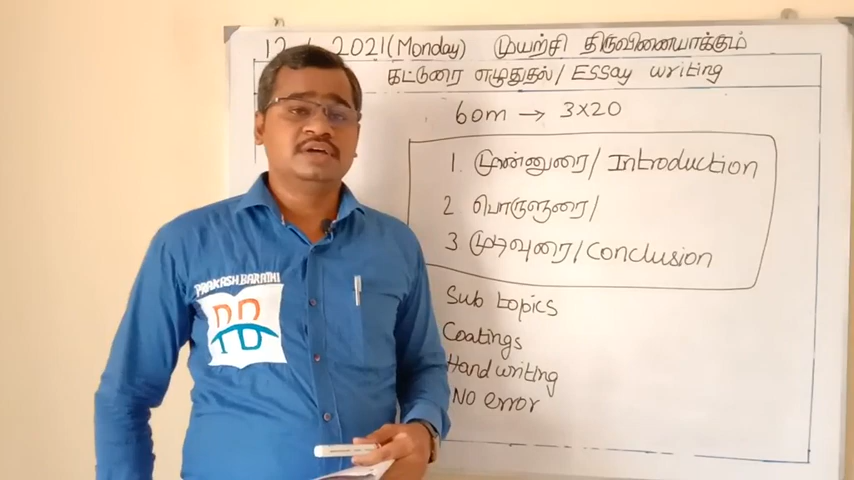 2021(Monday) முயற்சி திருவினையாக்கும்
கட்டுரை எழுதுதல்/ Essay writing
60m → 3x20
1. முன்னுரை/ Introduction
2 பொருளுரை/
3 முடிவுரை/conclusion
Sub topics
Coatings
Hand writing
NO error
PRAKASH BARATHI
PB